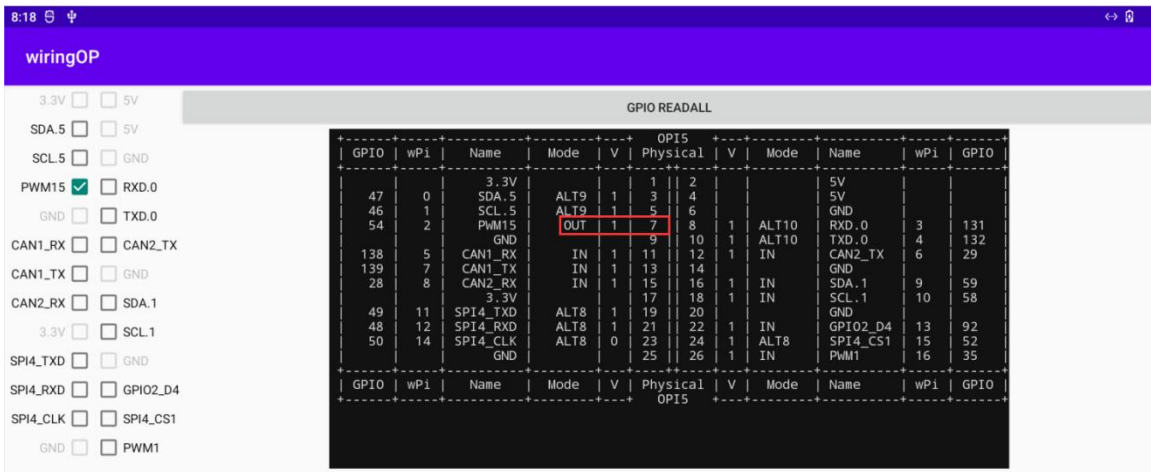 8:18
wiringOP
3.3V 5V
SDA.5 5V
SCL.5 GND
PWM15 RXD.0
GND TXD.0
CAN1_RX CAN2_TX
CAN1_TX GND
CAN2_RX SDA.1
3.3V SCL.1
SPI4_TXD GND
SPI4_RXD GPIO2_D4
SPI4_CLK SPI4_CS1
GND PWM1
GPIO READALL
+------+-----+----------+--------+---+   OPI5   +---+--------+----------+-----+------+
| GPIO | wPi |   Name   |  Mode  | V | Physical | V |  Mode  | Name     | wPi | GPIO |
+------+-----+----------+--------+---+----++----+---+--------+----------+-----+------+
|      |     |     3.3V |        |   |  1 || 2  |   |        | 5V       |     |      |
|   47 |   0 |    SDA.5 |   ALT9 | 1 |  3 || 4  |   |        | 5V       |     |      |
|   46 |   1 |    SCL.5 |   ALT9 | 1 |  5 || 6  |   |        | GND      |     |      |
|   54 |   2 |    PWM15 |    OUT | 1 |  7 || 8  | 1 | ALT10  | RXD.0    | 3   | 131  |
|      |     |      GND |        |   |  9 || 10 | 1 | ALT10  | TXD.0    | 4   | 132  |
|  138 |   5 |  CAN1_RX |     IN | 1 | 11 || 12 | 1 | IN     | CAN2_TX  | 6   | 29   |
|  139 |   7 |  CAN1_TX |     IN | 1 | 13 || 14 |   |        | GND      |     |      |
|   28 |   8 |  CAN2_RX |     IN | 1 | 15 || 16 | 1 | IN     | SDA.1    | 9   | 59   |
|      |     |     3.3V |        |   | 17 || 18 | 1 | IN     | SCL.1    | 10  | 58   |
|   49 |  11 | SPI4_TXD |   ALT8 | 1 | 19 || 20 |   |        | GND      |     |      |
|   48 |  12 | SPI4_RXD |   ALT8 | 1 | 21 || 22 | 1 | IN     | GPIO2_D4 | 13  | 92   |
|   50 |  14 | SPI4_CLK |   ALT8 | 0 | 23 || 24 | 1 | ALT8   | SPI4_CS1 | 15  | 52   |
|      |     |      GND |        |   | 25 || 26 | 1 | IN     | PWM1     | 16  | 35   |
+------+-----+----------+--------+---+----++----+---+--------+----------+-----+------+
| GPIO | wPi |   Name   |  Mode  | V | Physical | V |  Mode  | Name     | wPi | GPIO |
+------+-----+----------+--------+---+   OPI5   +---+--------+----------+-----+------+